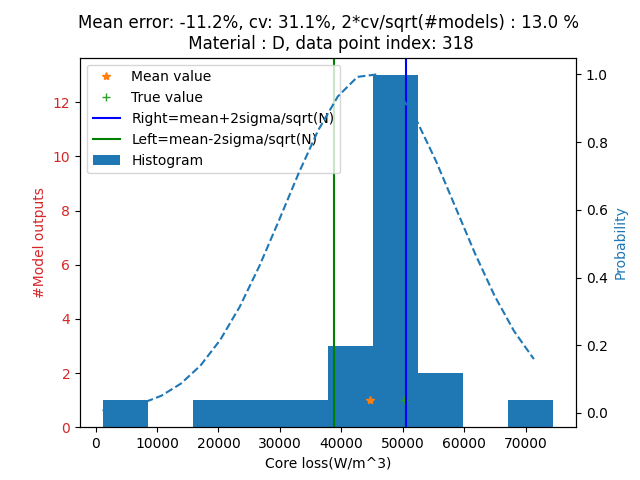 Mean error: -11.2%, cv: 31.1%, 2*cv/sqrt(#models) : 13.0 %
Material : D, data point index: 318
Mean value
True value
Right=mean+2sigma/sqrt(N)
Left=mean-2sigma/sqrt(N)
Histogram
#Model outputs
12
10
8
6
4
2
0
1.0
0.8
0.6
0.4
0.2
0.0
Probability
0 10000 20000 30000 40000 50000 60000 70000
Core loss(W/m^3)